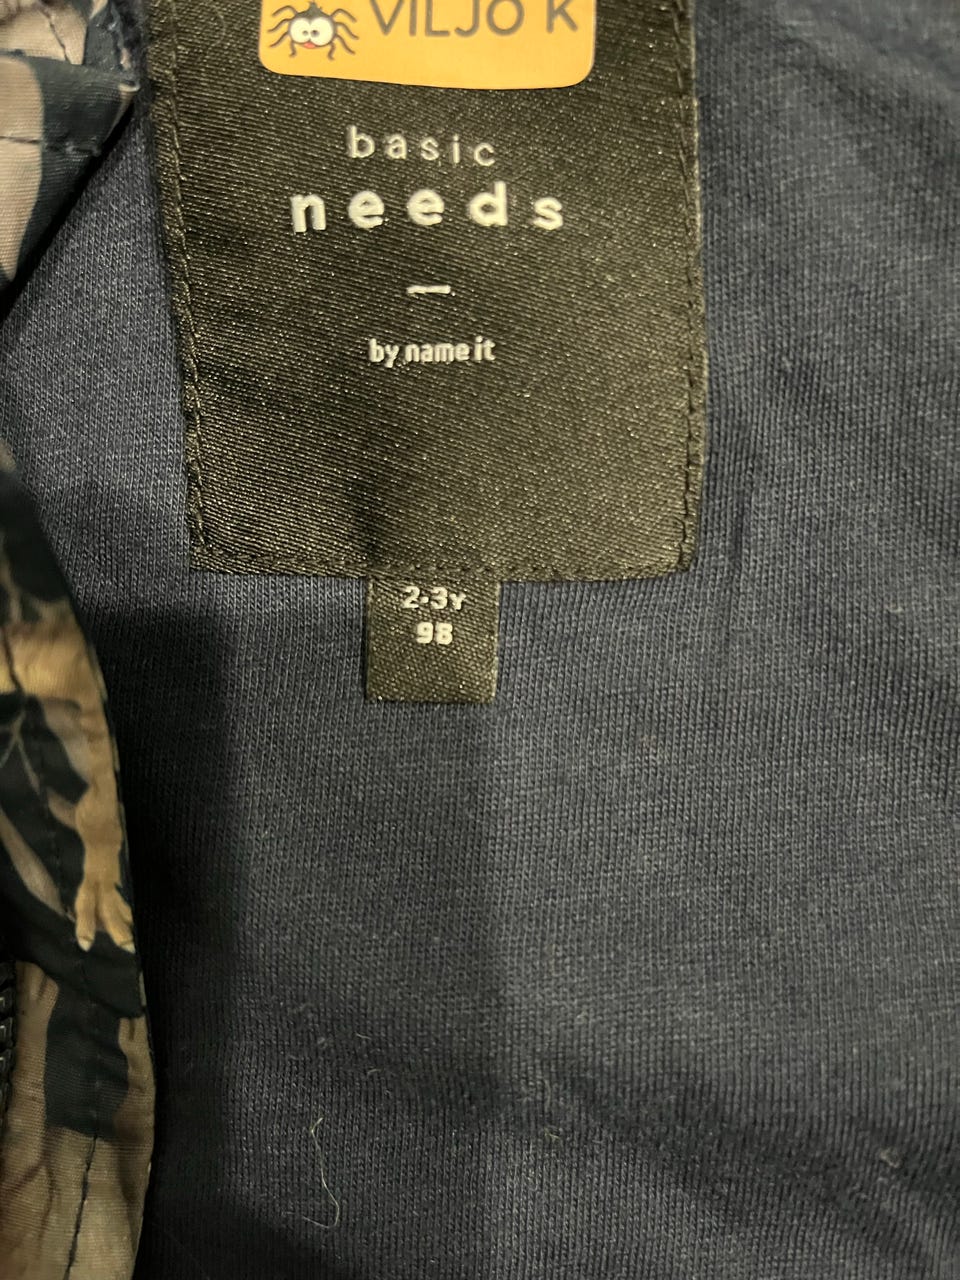 VILJO K
basic
needs
by name it
2-3Y
98